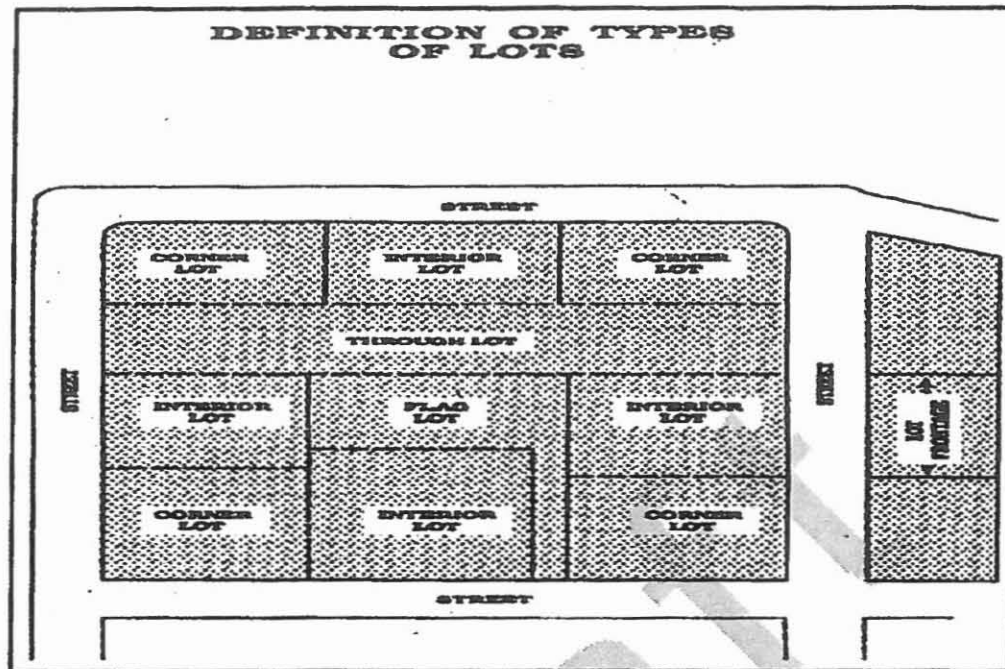 DEFINITION OF TYPES
OF LOTS
STREET
CORNER
LOT
INTERIOR
LOT
CORNER
LOT
THROUGH LOT
STREET
STREET
INTERIOR
LOT
FLAG
LOT
INTERIOR
LOT
LOT
FRONTAGE
CORNER
LOT
INTERIOR
LOT
CORNER
LOT
STREET